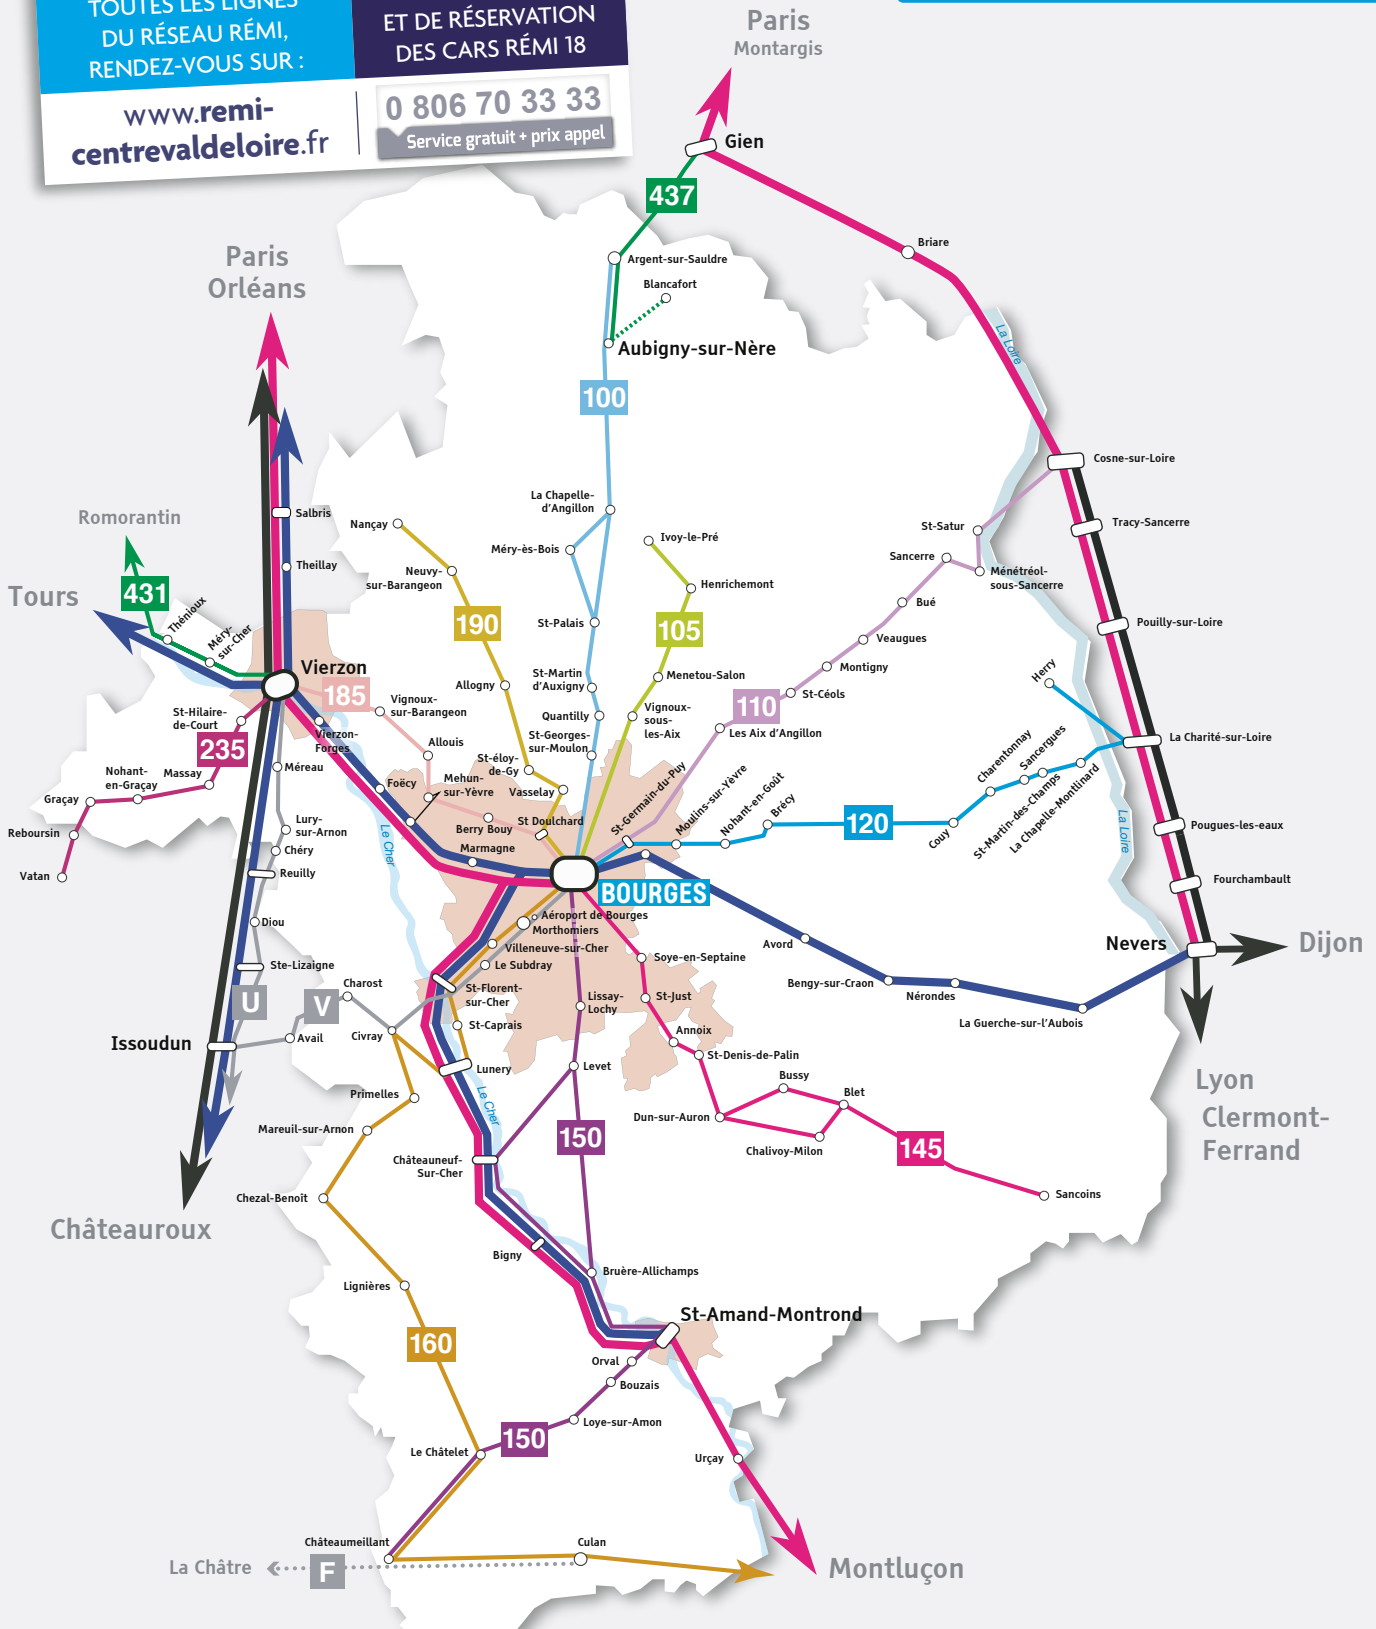 TOUTES LES LIGNES
DU RÉSEAU RÉMI,
RENDEZ-VOUS SUR :
ET DE RÉSERVATION
DES CARS RÉMI 18
www.remi-
centrevaldeloire.fr
0 806 70 33 33
Service gratuit + prix appel
Paris
Montargis
Gien
437
Briare
Argent-sur-Sauldre
Blancafort
Aubigny-sur-Nère
La Loire
Paris
Orléans
100
Cosne-sur-Loire
Salbris
Romorantin
Nançay
La Chapelle-
d'Angillon
Tracy-Sancerre
St-Satur
Ivoy-le-Pré
Méry-ès-Bois
Sancerre
Theillay
Neuvy-
sur-Barangeon
Henrichemont
Ménétréol-
sous-Sancerre
Tours
431
Thénioux
Méry-
sur-Cher
Bué
190
St-Palais
105
Pouilly-sur-Loire
Veaugues
Vierzon
Montigny
Herry
185
Allogny
St-Martin
d'Auxigny
Menetou-Salon
St-Céols
Vignoux-
sur-Barangeon
St-Hilaire-
de-Court
Quantilly
Vignoux-
sous-
les-Aix
110
Les Aix d'Angillon
Vierzon-
Forges
235
Allouis
St-Georges-
sur-Moulon
La Charité-sur-Loire
Charentonnay
Sancergues
St-éloy-
de-Gy
Méreau
Nohant-
en-Graçay
Massay
Foëcy
Mehun-
sur-Yèvre
Vasselay
Graçay
St-Germain-du-Puy
Moulins-sur-Yèvre
Nohant-en-Goût
Brécy
120
Couy
St-Martin-des-Champs
La Chapelle-Montlinard
La Loire
Pougues-les-eaux
Reboursin
Lury-
sur-Arnon
Le Cher
Berry Bouy
St Doulchard
Chéry
Marmagne
Vatan
Reuilly
BOURGES
Fourchambault
Diou
Aéroport de Bourges
Morthomiers
Avord
Nevers
Dijon
Villeneuve-sur-Cher
Soye-en-Septaine
Ste-Lizaigne
Le Subdray
Bengy-sur-Craon
Nérondes
U
V
Charost
St-Florent-
sur-Cher
Lissay-
Lochy
St-Just
La Guerche-sur-l'Aubois
St-Caprais
Issoudun
Avail
Civray
Annoix
St-Denis-de-Palin
Lunery
Levet
Bussy
Lyon
Primelles
Le Cher
Blet
Dun-sur-Auron
Clermont-
Ferrand
Mareuil-sur-Arnon
150
Chalivoy-Milon
145
Châteauneuf-
Sur-Cher
Chezal-Benoît
Sancoins
Châteauroux
Bigny
Bruère-Allichamps
Lignières
St-Amand-Montrond
160
Orval
Bouzais
Loye-sur-Amon
150
Le Châtelet
Urçay
Châteaumeillant
Culan
La Châtre
F
Montluçon